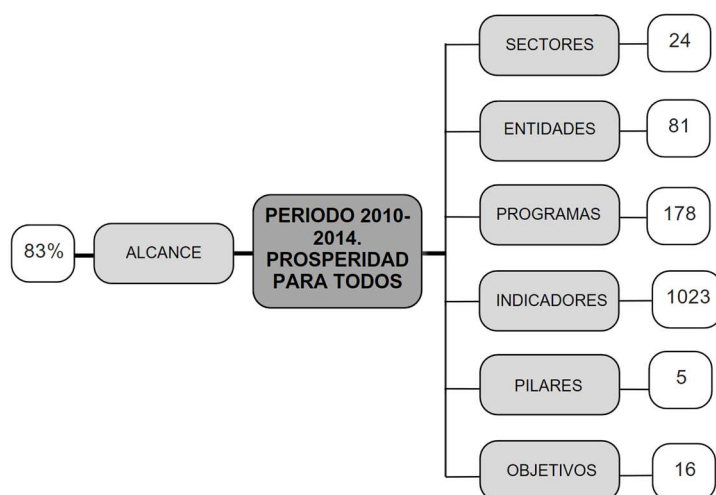 SECTORES
24
ENTIDADES
81
PROGRAMAS
178
83%
ALCANCE
PERIODO 2010-
2014.
PROSPERIDAD
PARA TODOS
INDICADORES
1023
PILARES
5
OBJETIVOS
16